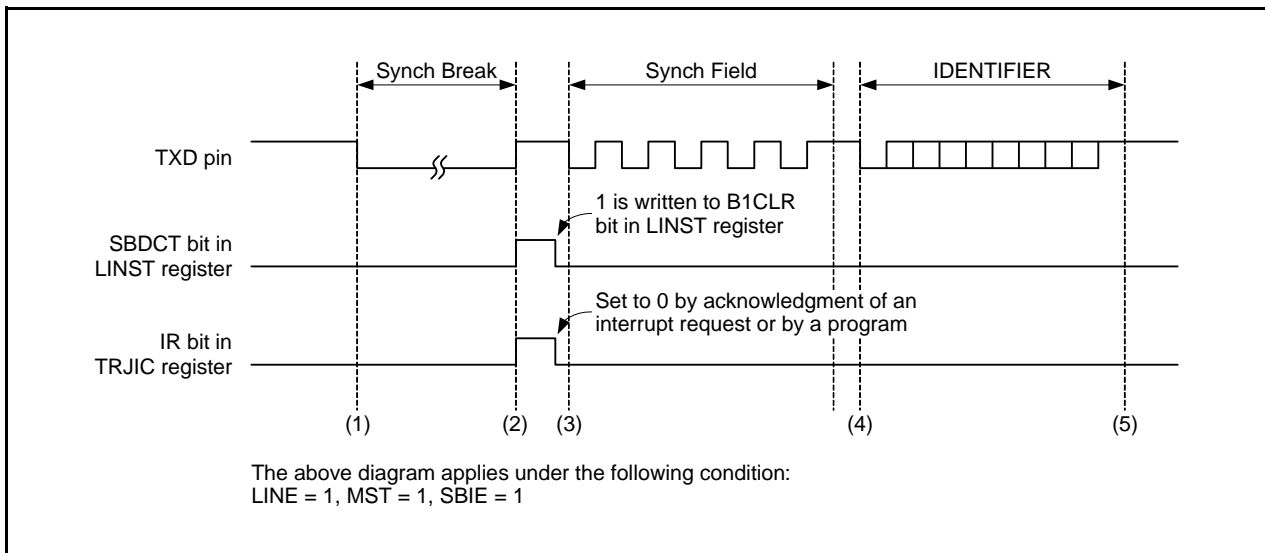 Synch Break
Synch Field
IDENTIFIER
TXD pin
1 is written to B1CLR
bit in LINST register
SBDCT bit in
LINST register
Set to 0 by acknowledgment of an
interrupt request or by a program
IR bit in
TRJIC register
(1)
(2)
(3)
(4)
(5)
The above diagram applies under the following condition:
LINE = 1, MST = 1, SBIE = 1